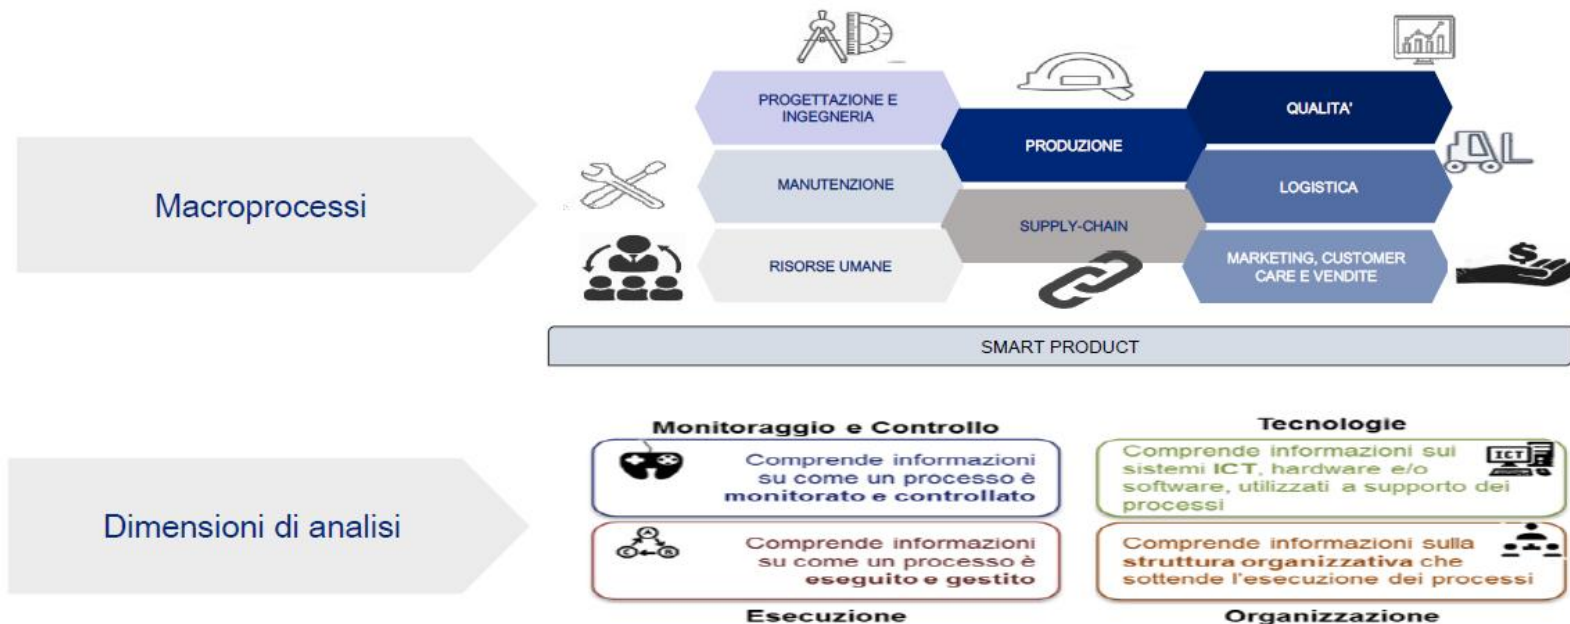 Macroprocessi
PROGETTAZIONE E
INGEGNERIA
MANUTENZIONE
RISORSE UMANE
PRODUZIONE
SUPPLY-CHAIN
QUALITA'
LOGISTICA
MARKETING, CUSTOMER
CARE E VENDITE
$
SMART PRODUCT
Dimensioni di analisi
Monitoraggio e Controllo
Comprende informazioni
su come un processo è
monitorato e controllato
Tecnologie
Comprende informazioni sui
sistemi ICT, hardware e/o
software, utilizzati a supporto dei
processi
ICT
A
C
B
Comprende informazioni
su come un processo è
eseguito e gestito
Esecuzione
Comprende informazioni sulla
struttura organizzativa che
sottende l'esecuzione dei processi
Organizzazione